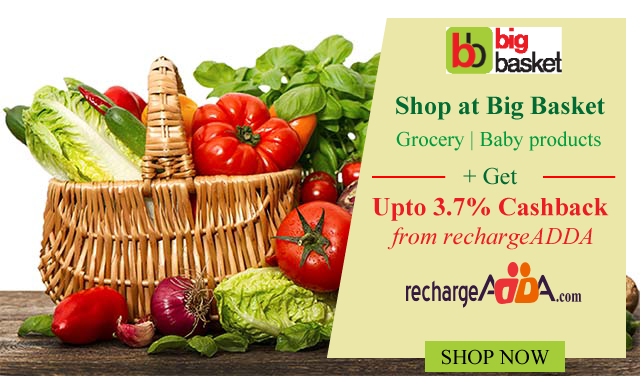 bb big
basket
Shop at Big Basket
Grocery | Baby products
+ Get
Upto 3.7% Cashback
from rechargeADDA
rechargeADDA.com
SHOP NOW